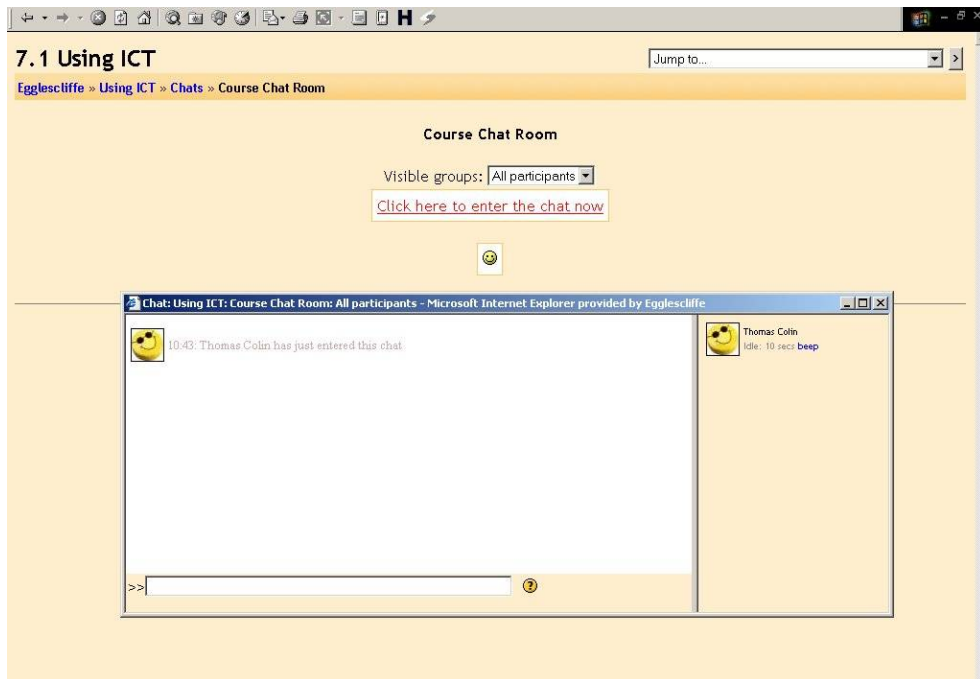 7.1 Using ICT
Jump to...
Egglescliffe » Using ICT » Chats » Course Chat Room
Course Chat Room
Visible groups: All participants
Click here to enter the chat now
Chat: Using ICT: Course Chat Room: All participants - Microsoft Internet Explorer provided by Egglescliffe
10:43: Thomas Colin has just entered this chat
Thomas Colin
Idle: 10 secs beep
>>